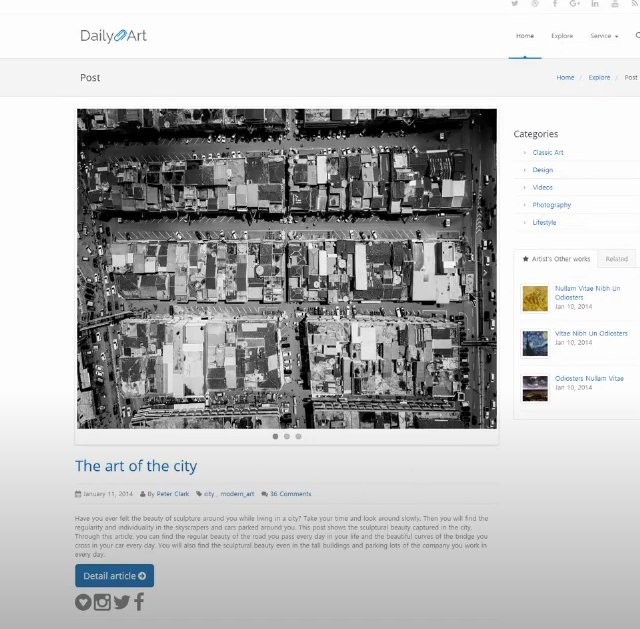 Daily Art
Home Explore Service
Post
Home / Explore / Post
Categories
Classic Art
Design
Videos
Photography
Lifestyle
Artist's Other works Related
Nullam Vitae Nibh Un
Odiosters
Jan 10, 2014
Vitae Nibh Un Odiosters
Jan 10, 2014
Odiosters Nullam Vitae
Jan 10, 2014
The art of the city
January 11, 2014 By Peter Clark city , modern_art 36 Comments
Have you ever felt the beauty of sculpture around you while living in a city? Take your time and look around slowly. Then you will find the
regularity and individuality in the skyscrapers and cars parked around you. This post shows the sculptural beauty captured in the city.
Through this article, you can find the regular beauty of the road you pass every day in your life and the beautiful curves of the bridge you
cross in your car every day. You will also find the sculptural beauty even in the tall buildings and parking lots of the company you work in
every day.
Detail article